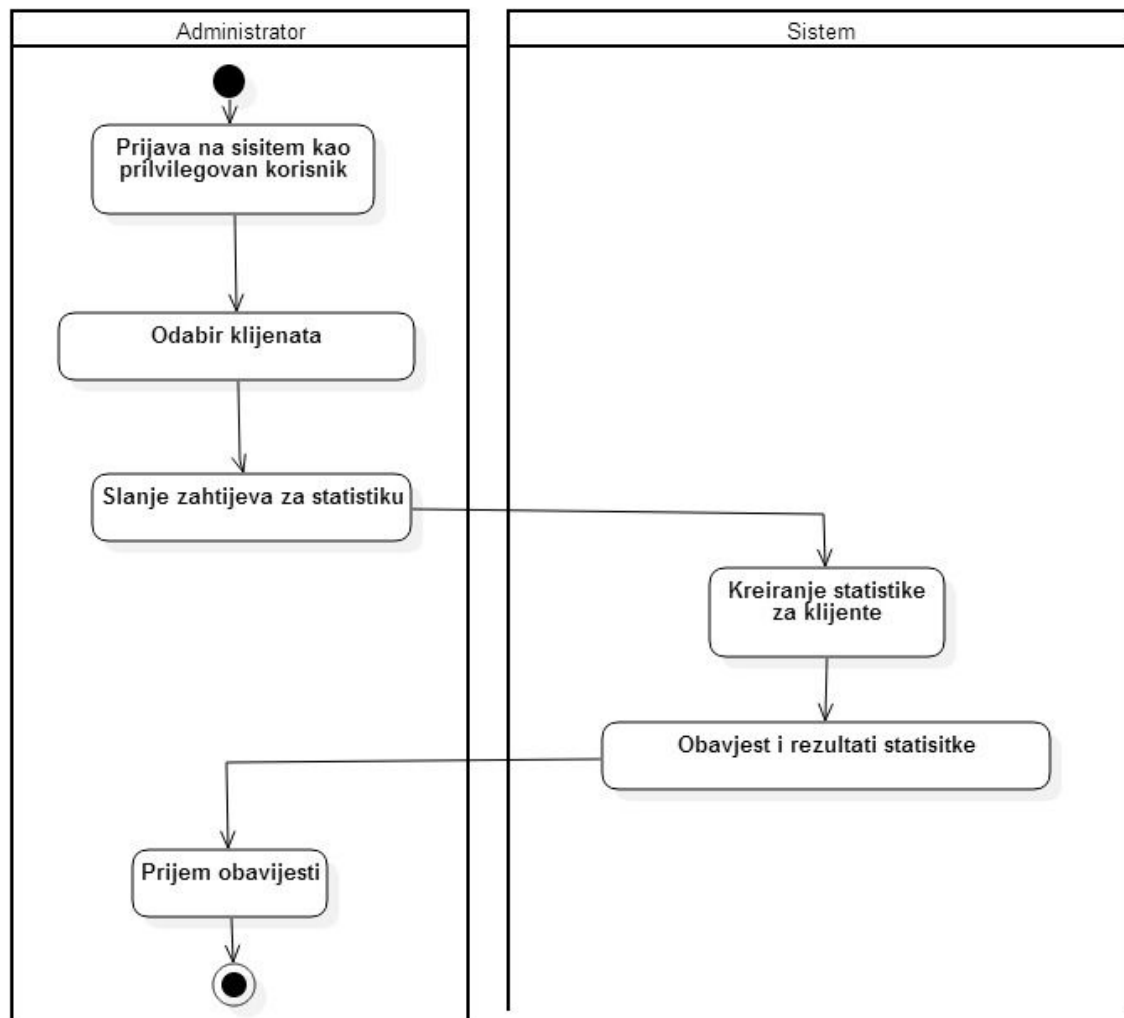 Administrator
Sistem
Prijava na sisitem kao
prilvilegovan korisnik
Odabir klijenata
Slanje zahtijeva za statistiku
Kreiranje statistike
za klijente
Obavjest i rezultati statisitke
Prijem obavijesti